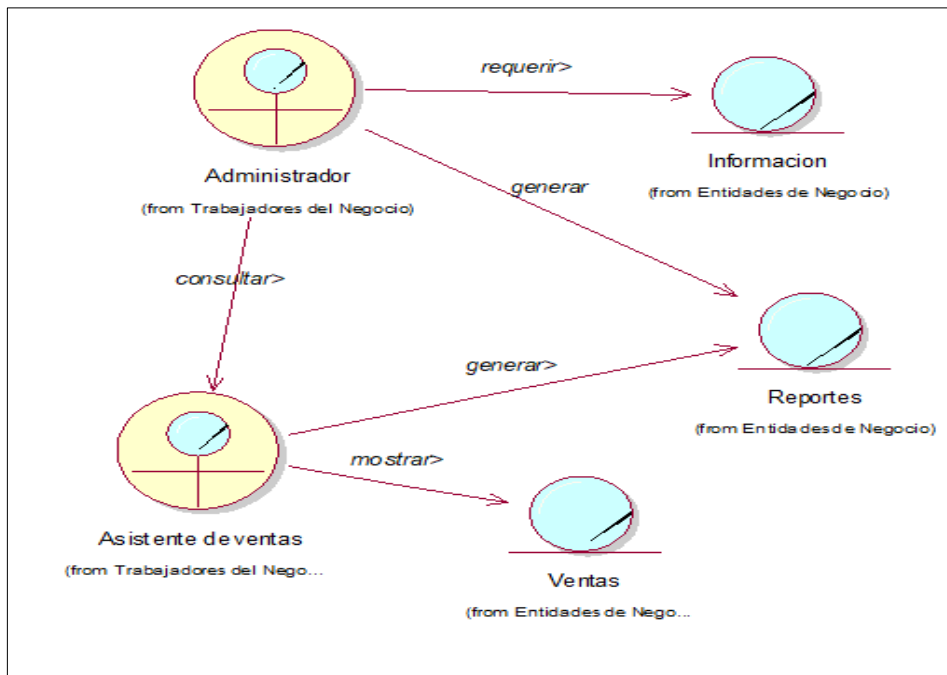 requerir>
Administrador
(from Trabajadores del Negocio)
Informacion
(from Entidades de Negocio)
generar
consultar>
generar>
Reportes
(from Entidades de Negocio)
mostrar>
Asistente de ventas
(from Trabajadores del Nego...
Ventas
(from Entidades de Nego...